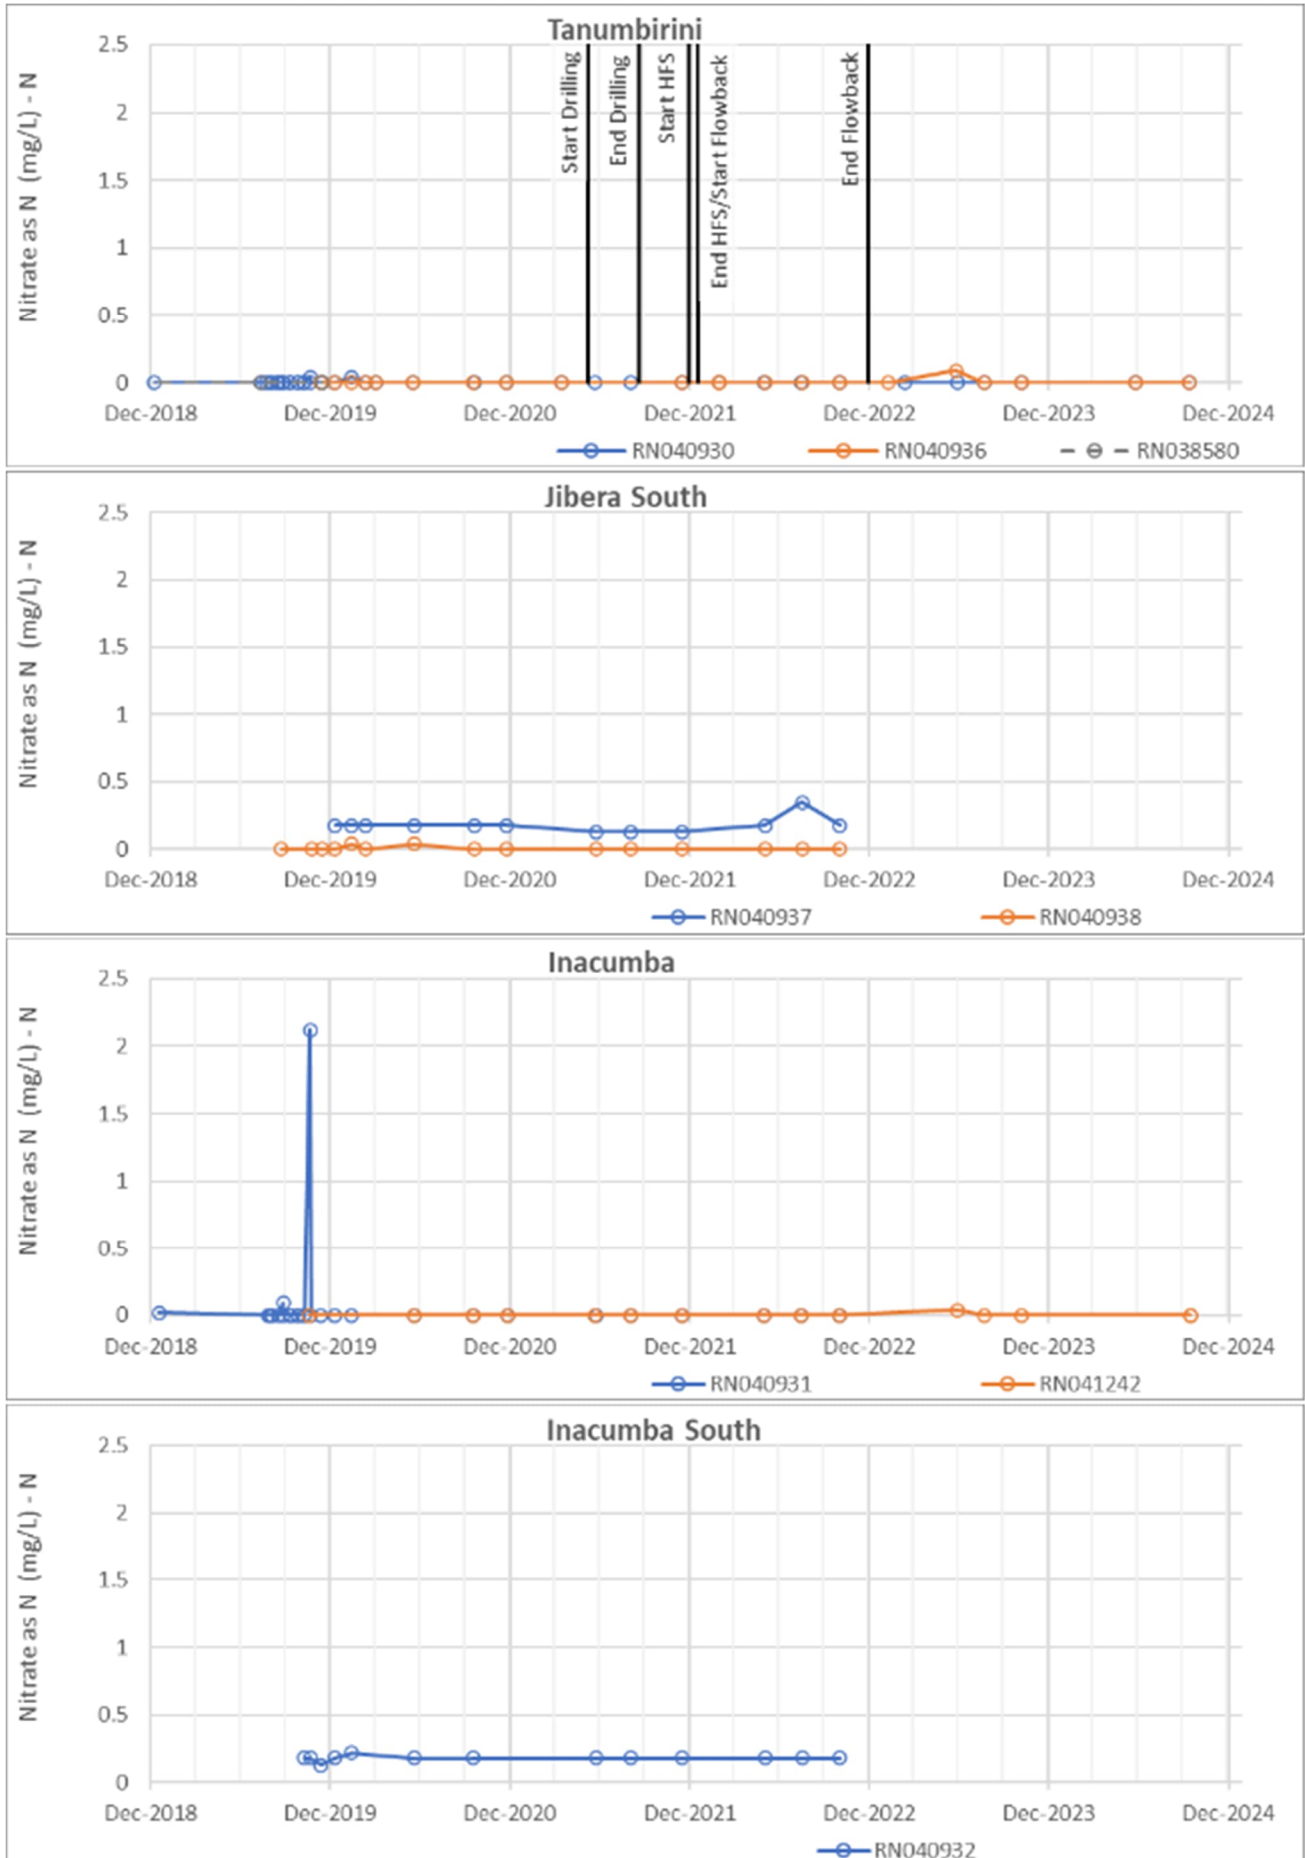 Tanumbirini
Nitrate as N (mg/L) - N
2.5
2
1.5
1
0.5
0
Start Drilling
End Drilling
Start HFS
End HFS/Start Flowback
End Flowback
Dec-2018 Dec-2019 Dec-2020 Dec-2021 Dec-2022 Dec-2023 Dec-2024
RN040930 RN040936 RN038580
Jibera South
Nitrate as N (mg/L) - N
2.5
2
1.5
1
0.5
0
Dec-2018 Dec-2019 Dec-2020 Dec-2021 Dec-2022 Dec-2023 Dec-2024
RN040937 RN040938
Inacumba
Nitrate as N (mg/L) - N
2.5
2
1.5
1
0.5
0
Dec-2018 Dec-2019 Dec-2020 Dec-2021 Dec-2022 Dec-2023 Dec-2024
RN040931 RN041242
Inacumba South
Nitrate as N (mg/L) - N
2.5
2
1.5
1
0.5
0
Dec-2018 Dec-2019 Dec-2020 Dec-2021 Dec-2022 Dec-2023 Dec-2024
RN040932